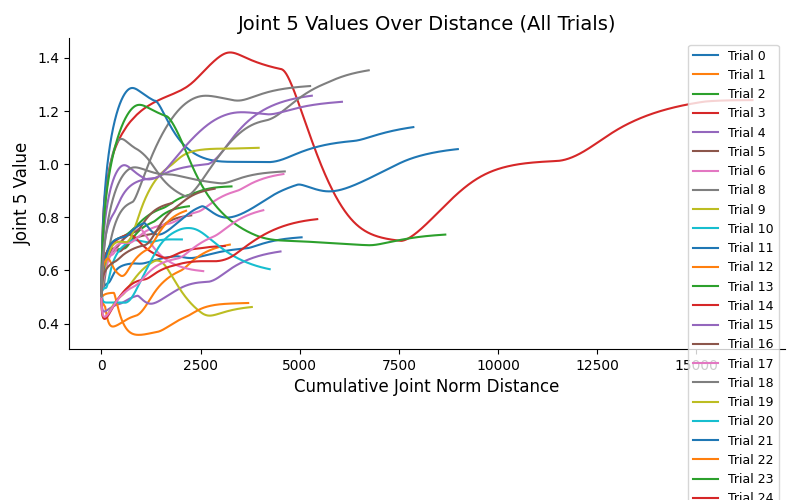 Joint 5 Values Over Distance (All Trials)
Joint 5 Value
1.4
1.2
1.0
0.8
0.6
0.4
0
2500
5000
7500
10000
12500
15000
Cumulative Joint Norm Distance
Trial 0
Trial 1
Trial 2
Trial 3
Trial 4
Trial 5
Trial 6
Trial 8
Trial 9
Trial 10
Trial 11
Trial 12
Trial 13
Trial 14
Trial 15
Trial 16
Trial 17
Trial 18
Trial 19
Trial 20
Trial 21
Trial 22
Trial 23
Trial 24